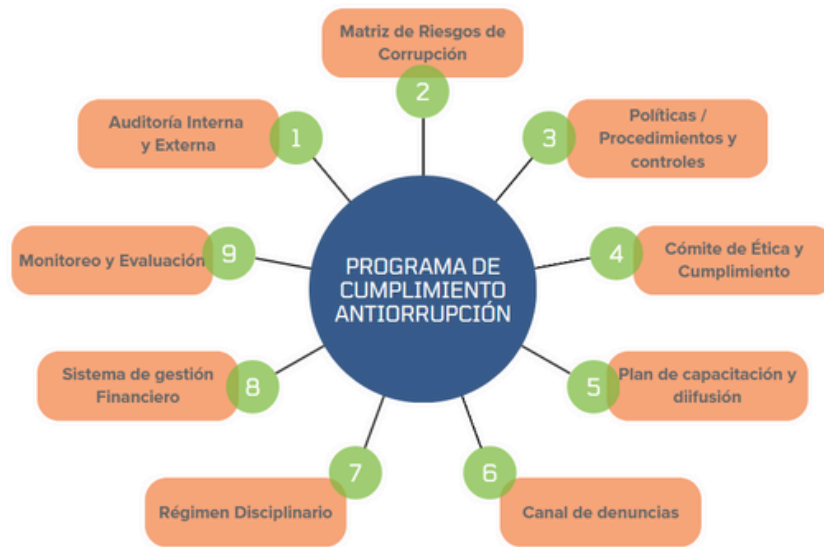 Matriz de Riesgos de
Corrupción
2
Auditoría Interna
y Externa
1
3
Políticas /
Procedimientos y
controles
Monitoreo y Evaluación
9
PROGRAMA DE
CUMPLIMIENTO
ANTIORRUPCIÓN
4
Cómite de Ética y
Cumplimiento
Sistema de gestión
Financiero
8
5
Plan de capacitación y
diifusión
Régimen Disciplinario
7
6
Canal de denuncias